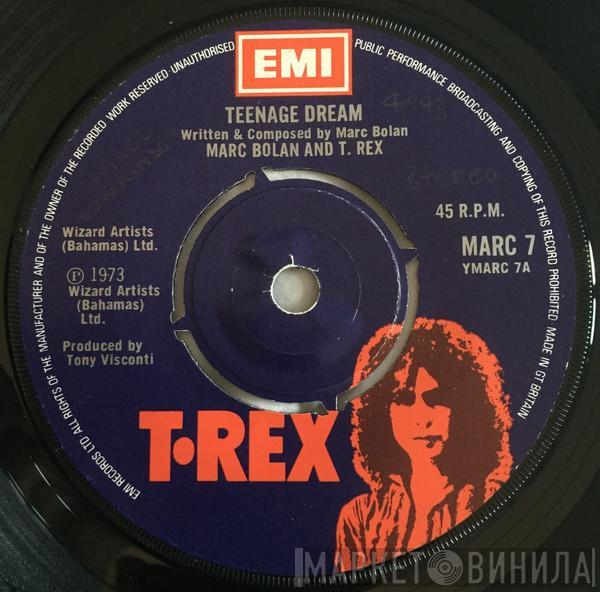 EMI RECORDS LTD. ALL RIGHTS OF THE MANUFACTURER AND OF THE OWNER OF THE RECORDED WORK RESERVED·UNAUTHORISED PUBLIC PERFORMANCE BROADCASTING AND COPYING OF THIS RECORD PROHIBITED MADE IN GT BRITAIN
EMI
TEENAGE DREAM
Written & Composed by Marc Bolan
MARC BOLAN AND T. REX
STEREO
45 R.P.M.
Wizard Artists
(Bahamas) Ltd.
MARC 7
YMARC 7A
℗ 1973
Wizard Artists
(Bahamas)
Ltd.
Produced by
Tony Visconti
T·REX
МАРКЕТ ВИНИЛА